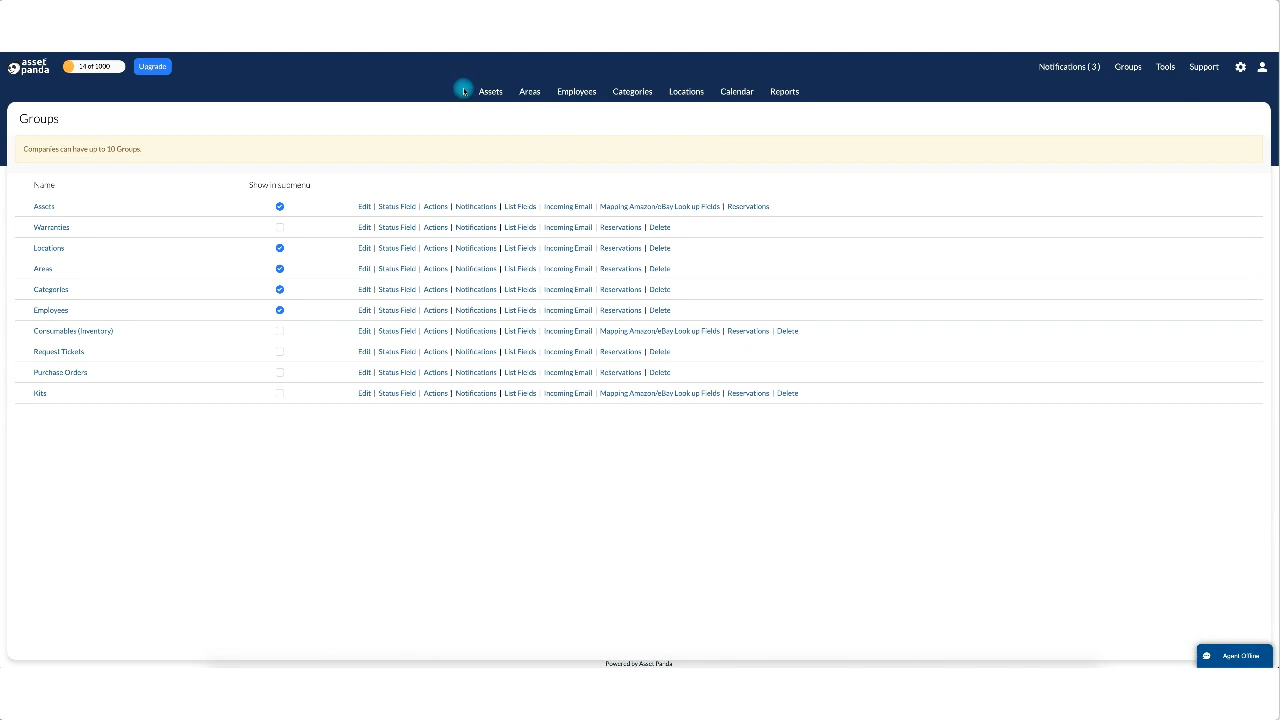 asset panda
14 of 1000
Upgrade
Notifications ( 3 )
Groups
Tools
Support
Assets
Areas
Employees
Categories
Locations
Calendar
Reports
Groups
Companies can have up to 10 Groups.
Name Show in submenu
Assets Edit | Status Field | Actions | Notifications | List Fields | Incoming Email | Mapping Amazon/eBay Look up Fields | Reservations
Warranties Edit | Status Field | Actions | Notifications | List Fields | Incoming Email | Reservations | Delete
Locations Edit | Status Field | Actions | Notifications | List Fields | Incoming Email | Reservations | Delete
Areas Edit | Status Field | Actions | Notifications | List Fields | Incoming Email | Reservations | Delete
Categories Edit | Status Field | Actions | Notifications | List Fields | Incoming Email | Reservations | Delete
Employees Edit | Status Field | Actions | Notifications | List Fields | Incoming Email | Reservations | Delete
Consumables (Inventory) Edit | Status Field | Actions | Notifications | List Fields | Incoming Email | Mapping Amazon/eBay Look up Fields | Reservations | Delete
Request Tickets Edit | Status Field | Actions | Notifications | List Fields | Incoming Email | Reservations | Delete
Purchase Orders Edit | Status Field | Actions | Notifications | List Fields | Incoming Email | Reservations | Delete
Kits Edit | Status Field | Actions | Notifications | List Fields | Incoming Email | Mapping Amazon/eBay Look up Fields | Reservations | Delete
Powered by Asset Panda
Agent Offline